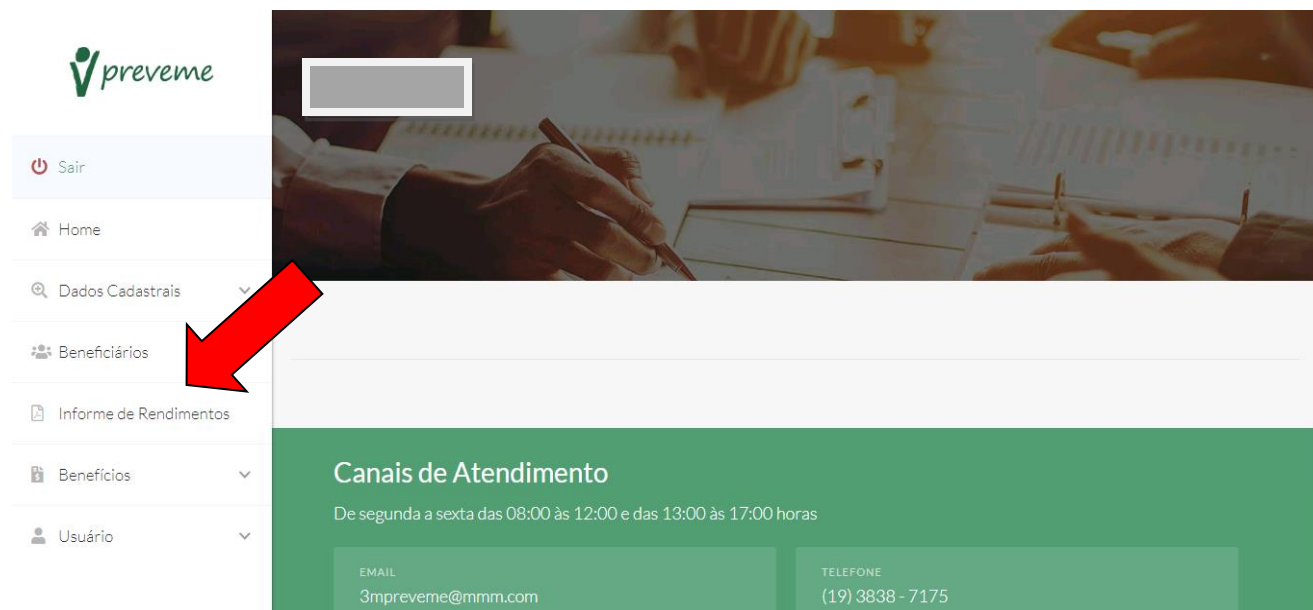 preveme
Sair
Home
Dados Cadastrais
Beneficiários
Informe de Rendimentos
Benefícios
Usuário
Canais de Atendimento
De segunda a sexta das 08:00 às 12:00 e das 13:00 às 17:00 horas
EMAIL
3mpreveme@mmm.com
TELEFONE
(19) 3838 - 7175